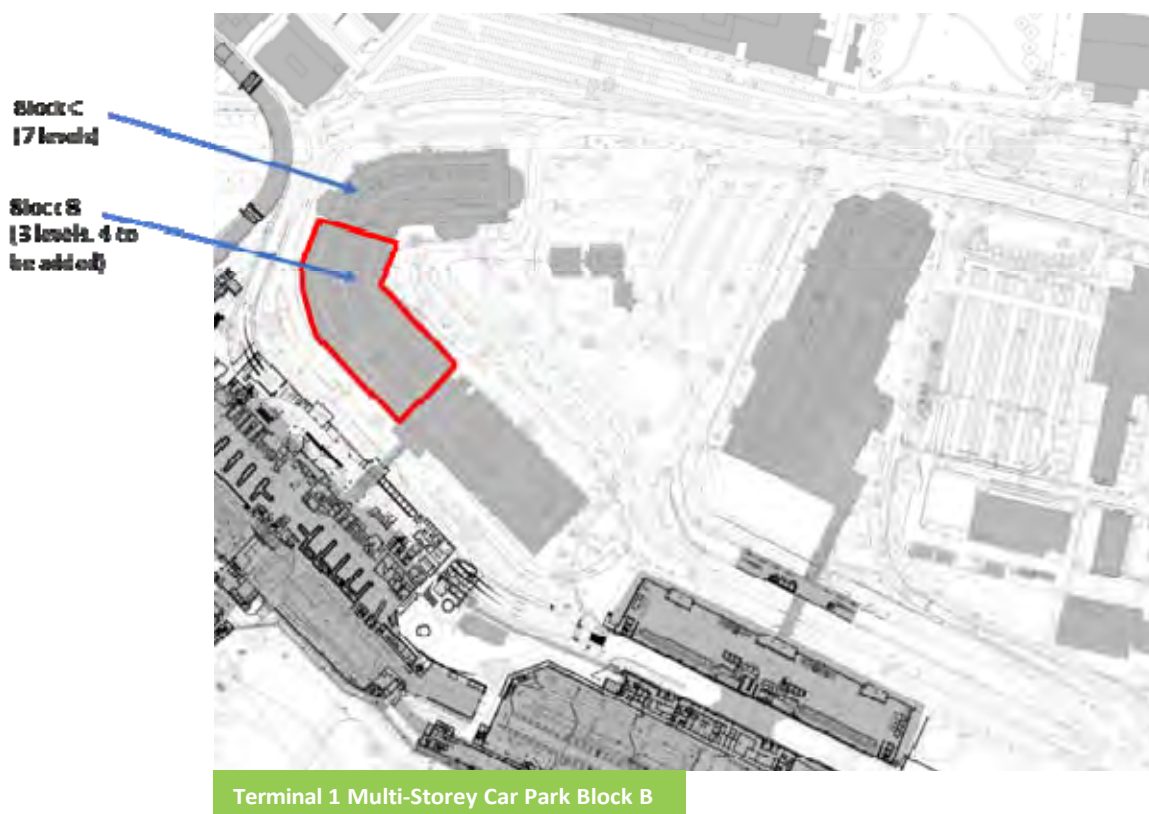 Block C
(7 levels)
Block B
(3 levels. 4 to
be added)
Terminal 1 Multi-Storey Car Park Block B